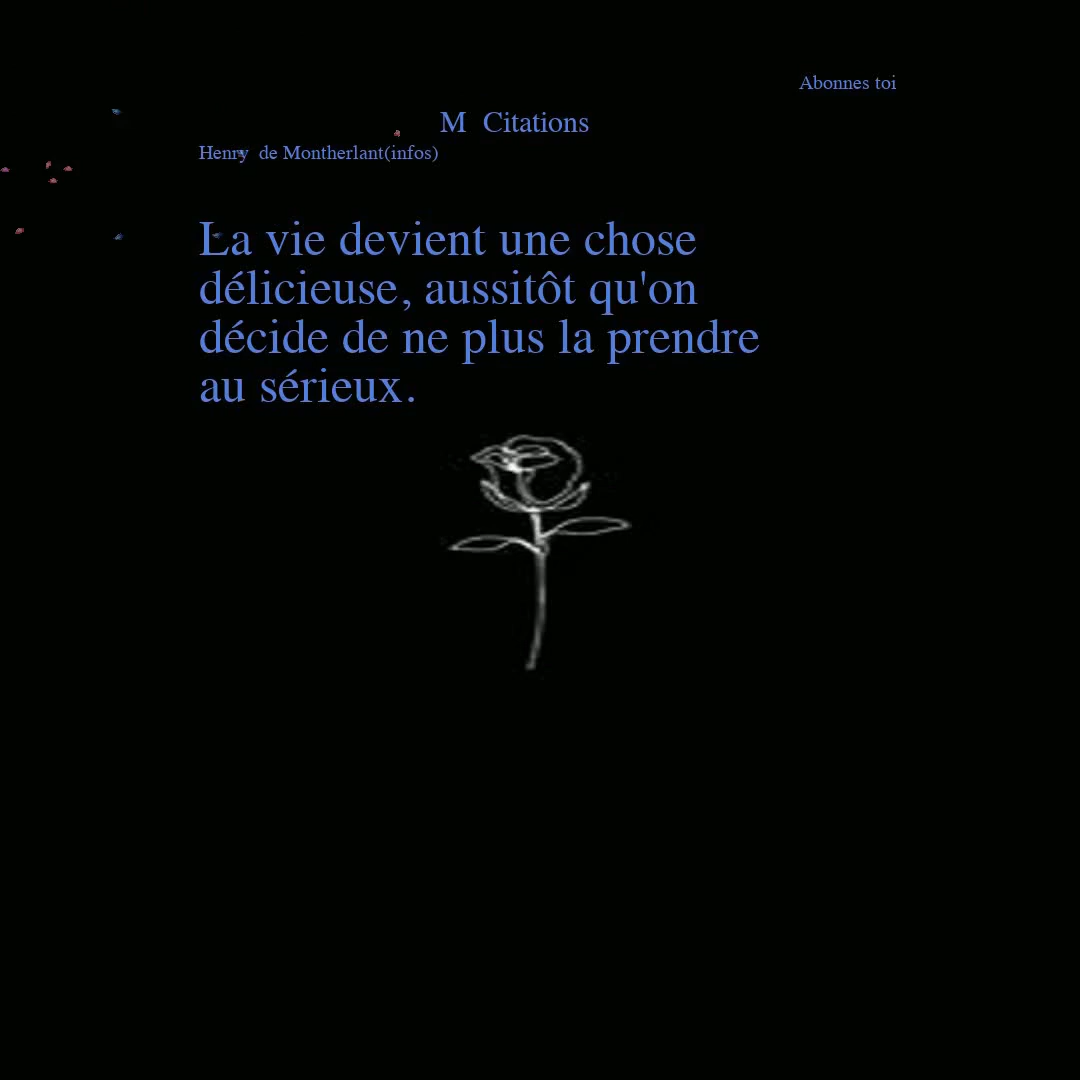 Abonnes toi
M  Citations
Henry  de Montherlant(infos)
La vie devient une chose
délicieuse, aussitôt qu'on
décide de ne plus la prendre
au sérieux.